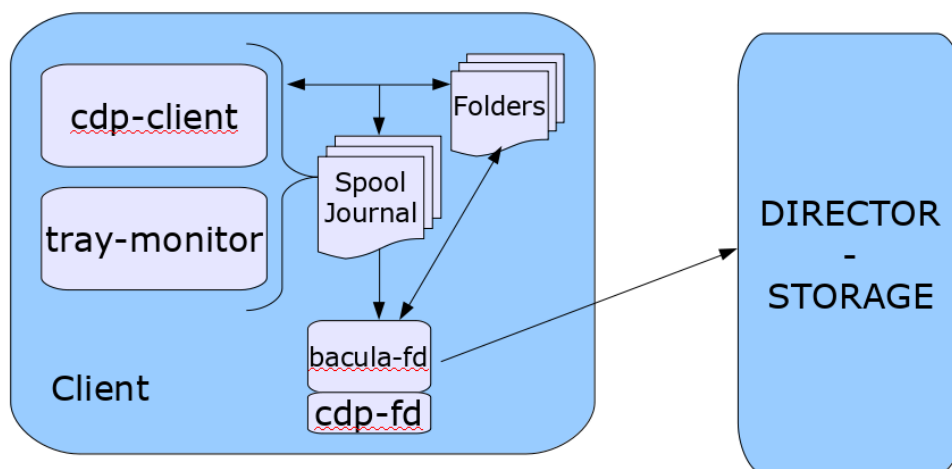 cdp-client
tray-monitor
Folders
Spool
Journal
bacula-fd
cdp-fd
Client
DIRECTOR
-
STORAGE